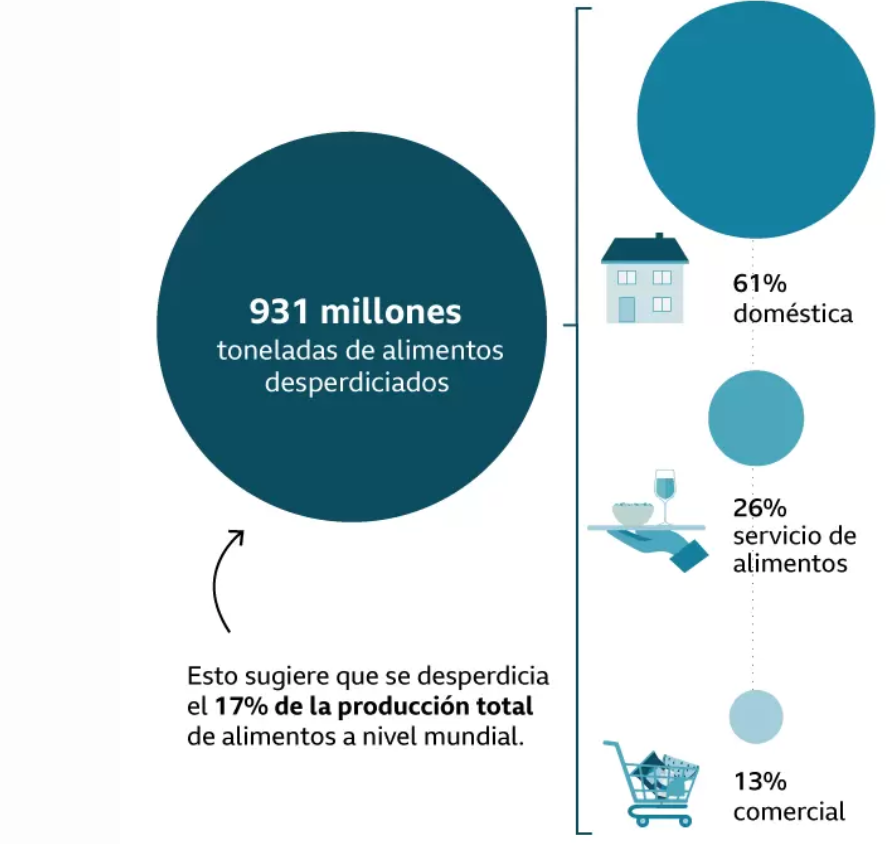 931 millones
toneladas de alimentos
desperdiciados
Esto sugiere que se desperdicia
el 17% de la producción total
de alimentos a nivel mundial.
61%
doméstica
26%
servicio de
alimentos
13%
comercial